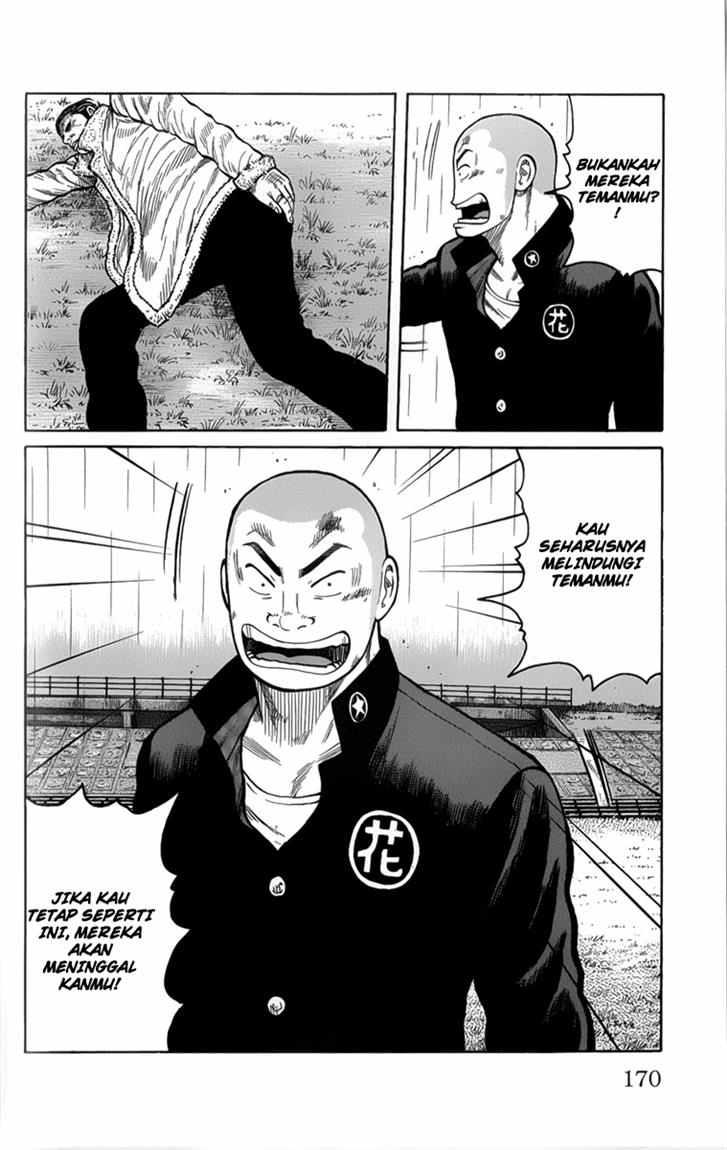 BUKANKAH
MEREKA
TEMANMU?
!
花
KAU
SEHARUSNYA
MELINDUNGI
TEMANMU!
花
JIKA KAU
TETAP SEPERTI
INI, MEREKA
AKAN
MENINGGAL
KANMU!
170